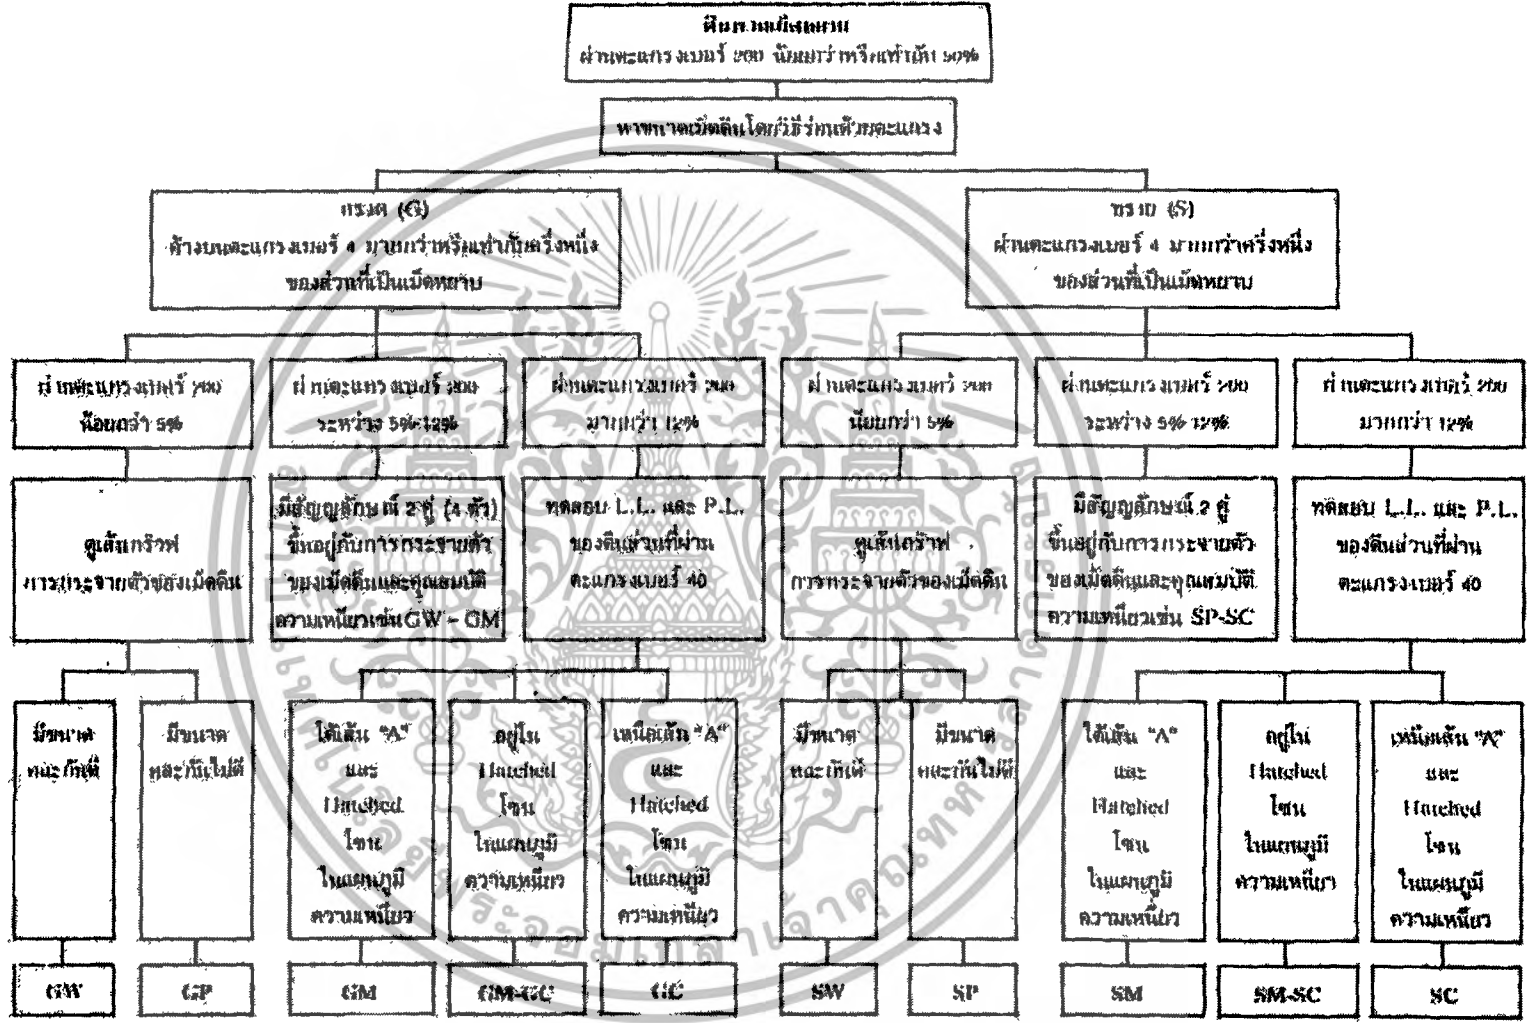 ดินรวมเม็ดหยาบ
ผ่านตะแกรงเบอร์ 200 น้อยกว่าหรือเท่ากับ 50%
หาขนาดเม็ดดินโดยวิธีร่อนด้วยตะแกรง
กรวด (G)
ค้างบนตะแกรงเบอร์ 4 มากกว่าหรือเท่ากับครึ่งหนึ่ง
ของส่วนที่เป็นเม็ดหยาบ
ทราย (S)
ผ่านตะแกรงเบอร์ 4 มากกว่าครึ่งหนึ่ง
ของส่วนที่เป็นเม็ดหยาบ
ผ่านตะแกรงเบอร์ 200
น้อยกว่า 5%
ผ่านตะแกรงเบอร์ 200
ระหว่าง 5%-12%
ผ่านตะแกรงเบอร์ 200
มากกว่า 12%
ผ่านตะแกรงเบอร์ 200
น้อยกว่า 5%
ผ่านตะแกรงเบอร์ 200
ระหว่าง 5%-12%
ผ่านตะแกรงเบอร์ 200
มากกว่า 12%
ดูเส้นกร๊าฟ
การกระจายตัวของเม็ดดิน
มีสัญญลักษณ์ 2 คู่ (4 ตัว)
ขึ้นอยู่กับการกระจายตัว
ของเม็ดดินและคุณสมบัติ
ความเหนียวเช่น GW – GM
ทดสอบ L.L. และ P.L.
ของดินส่วนที่ผ่าน
ตะแกรงเบอร์ 40
ดูเส้นกร๊าฟ
การกระจายตัวของเม็ดดิน
มีสัญญลักษณ์ 2 คู่
ขึ้นอยู่กับการกระจายตัว
ของเม็ดดินและคุณสมบัติ
ความเหนียวเช่น SP-SC
ทดสอบ L.L. และ P.L.
ของดินส่วนที่ผ่าน
ตะแกรงเบอร์ 40
มีขนาด
คละกันดี
มีขนาด
คละกันไม่ดี
ใต้เส้น "A"
และ
Hatched
โซน
ในแผนภูมิ
ความเหนียว
อยู่ใน
Hatched
โซน
ในแผนภูมิ
ความเหนียว
เหนือเส้น "A"
และ
Hatched
โซน
ในแผนภูมิ
ความเหนียว
มีขนาด
คละกันดี
มีขนาด
คละกันไม่ดี
ใต้เส้น "A"
และ
Hatched
โซน
ในแผนภูมิ
ความเหนียว
อยู่ใน
Hatched
โซน
ในแผนภูมิ
ความเหนียว
เหนือเส้น "A"
และ
Hatched
โซน
ในแผนภูมิ
ความเหนียว
GW
GP
GM
GM-GC
GC
SW
SP
SM
SM-SC
SC